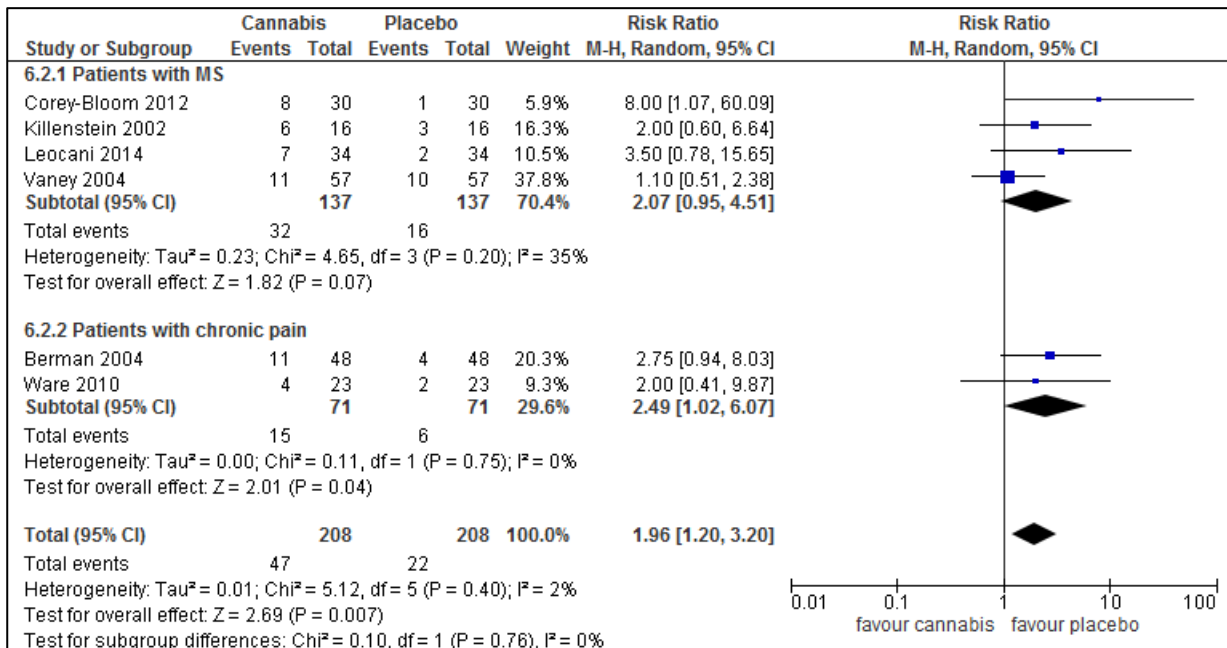 Cannabis Placebo Risk Ratio Risk Ratio
Study or Subgroup Events Total Events Total Weight M-H, Random, 95% CI M-H, Random, 95% CI
6.2.1 Patients with MS
Corey-Bloom 2012 8 30 1 30 5.9% 8.00 [1.07, 60.09]
Killenstein 2002 6 16 3 16 16.3% 2.00 [0.60, 6.64]
Leocani 2014 7 34 2 34 10.5% 3.50 [0.78, 15.65]
Vaney 2004 11 57 10 57 37.8% 1.10 [0.51, 2.38]
Subtotal (95% CI) 137 137 70.4% 2.07 [0.95, 4.51]
Total events 32 16
Heterogeneity: Tau² = 0.23; Chi² = 4.65, df = 3 (P = 0.20); I² = 35%
Test for overall effect: Z = 1.82 (P = 0.07)
6.2.2 Patients with chronic pain
Berman 2004 11 48 4 48 20.3% 2.75 [0.94, 8.03]
Ware 2010 4 23 2 23 9.3% 2.00 [0.41, 9.87]
Subtotal (95% CI) 71 71 29.6% 2.49 [1.02, 6.07]
Total events 15 6
Heterogeneity: Tau² = 0.00; Chi² = 0.11, df = 1 (P = 0.75); I² = 0%
Test for overall effect: Z = 2.01 (P = 0.04)
Total (95% CI) 208 208 100.0% 1.96 [1.20, 3.20]
Total events 47 22
Heterogeneity: Tau² = 0.01; Chi² = 5.12, df = 5 (P = 0.40); I² = 2%
Test for overall effect: Z = 2.69 (P = 0.007)
Test for subgroup differences: Chi² = 0.10, df = 1 (P = 0.76), I² = 0%
0.01 0.1 1 10 100
favour cannabis favour placebo